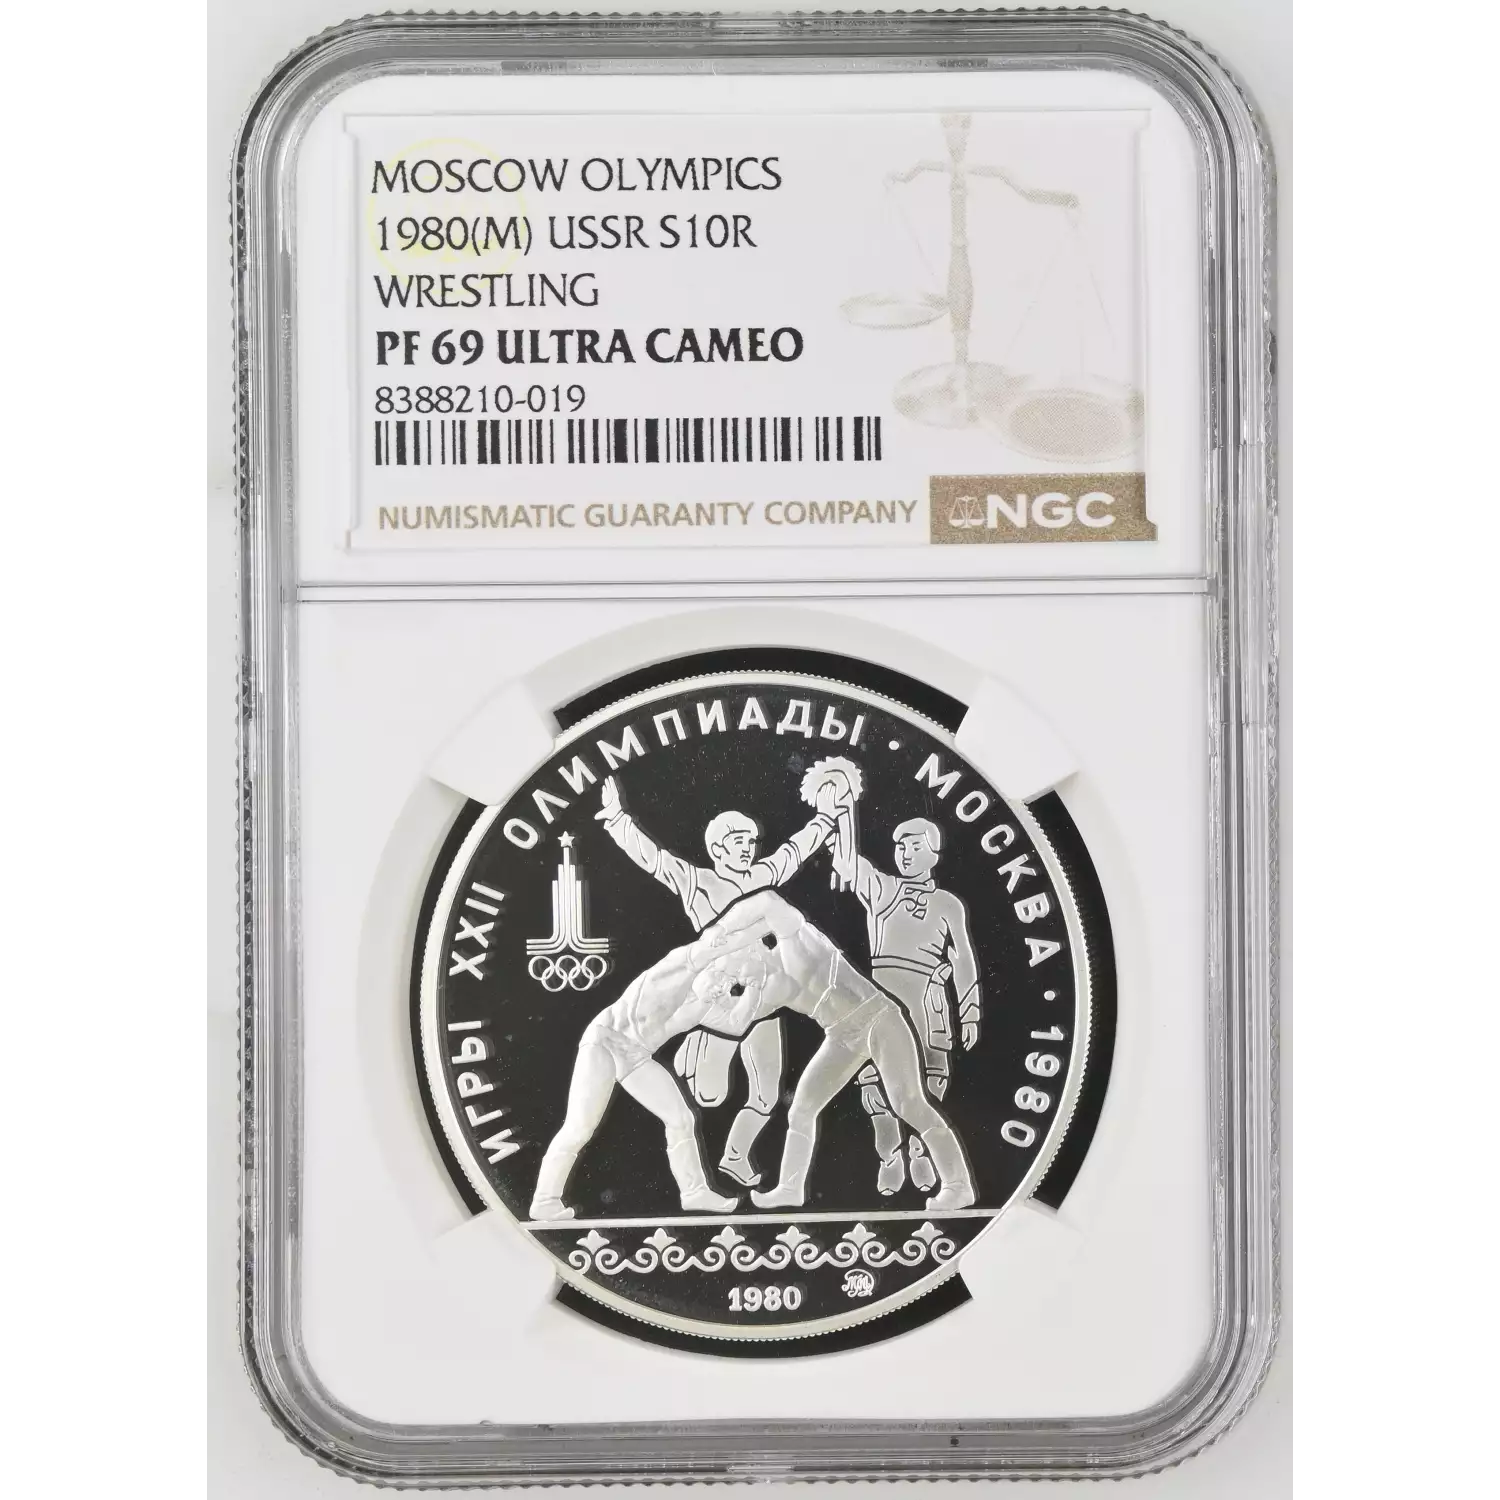 MOSCOW OLYMPICS
1980(M) USSR S10R
WRESTLING
PF 69 ULTRA CAMEO
8388210-019
NUMISMATIC GUARANTY COMPANY NGC
ИГРЫ XXII ОЛИМПИАДЫ · МОСКВА · 1980
1980 ММД